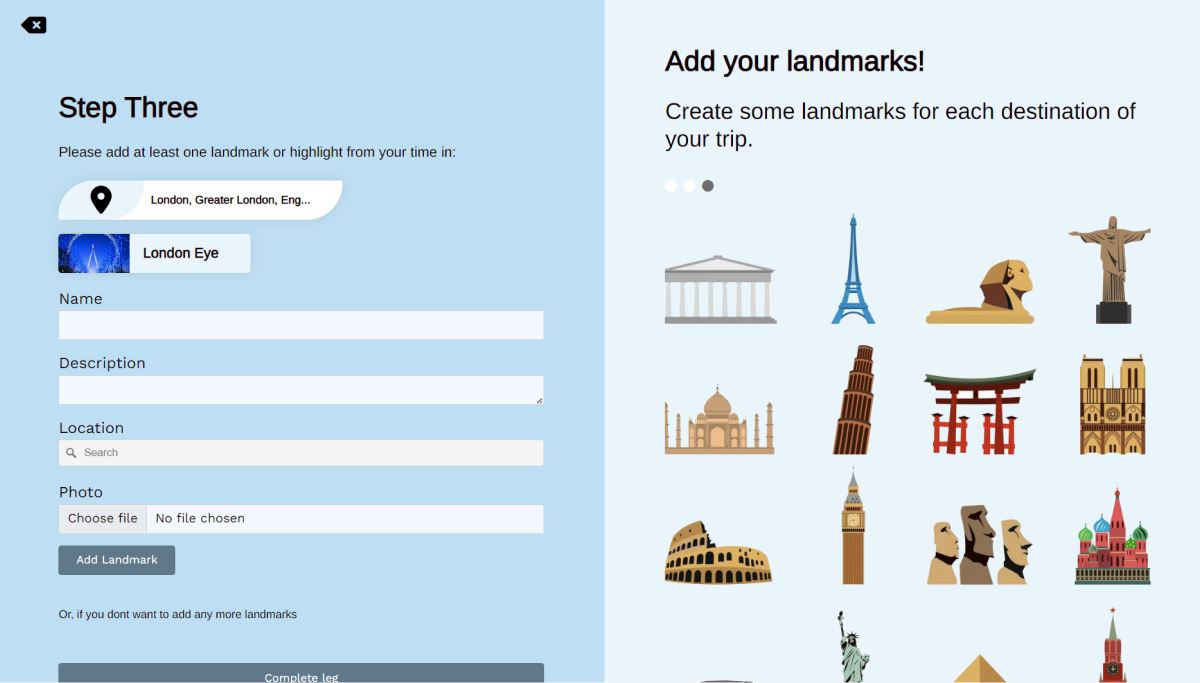 Step Three
Please add at least one landmark or highlight from your time in:
London, Greater London, Eng...
London Eye
Name
Description
Location
Search
Photo
Choose file No file chosen
Add Landmark
Or, if you dont want to add any more landmarks
Complete leg
Add your landmarks!
Create some landmarks for each destination of
your trip.